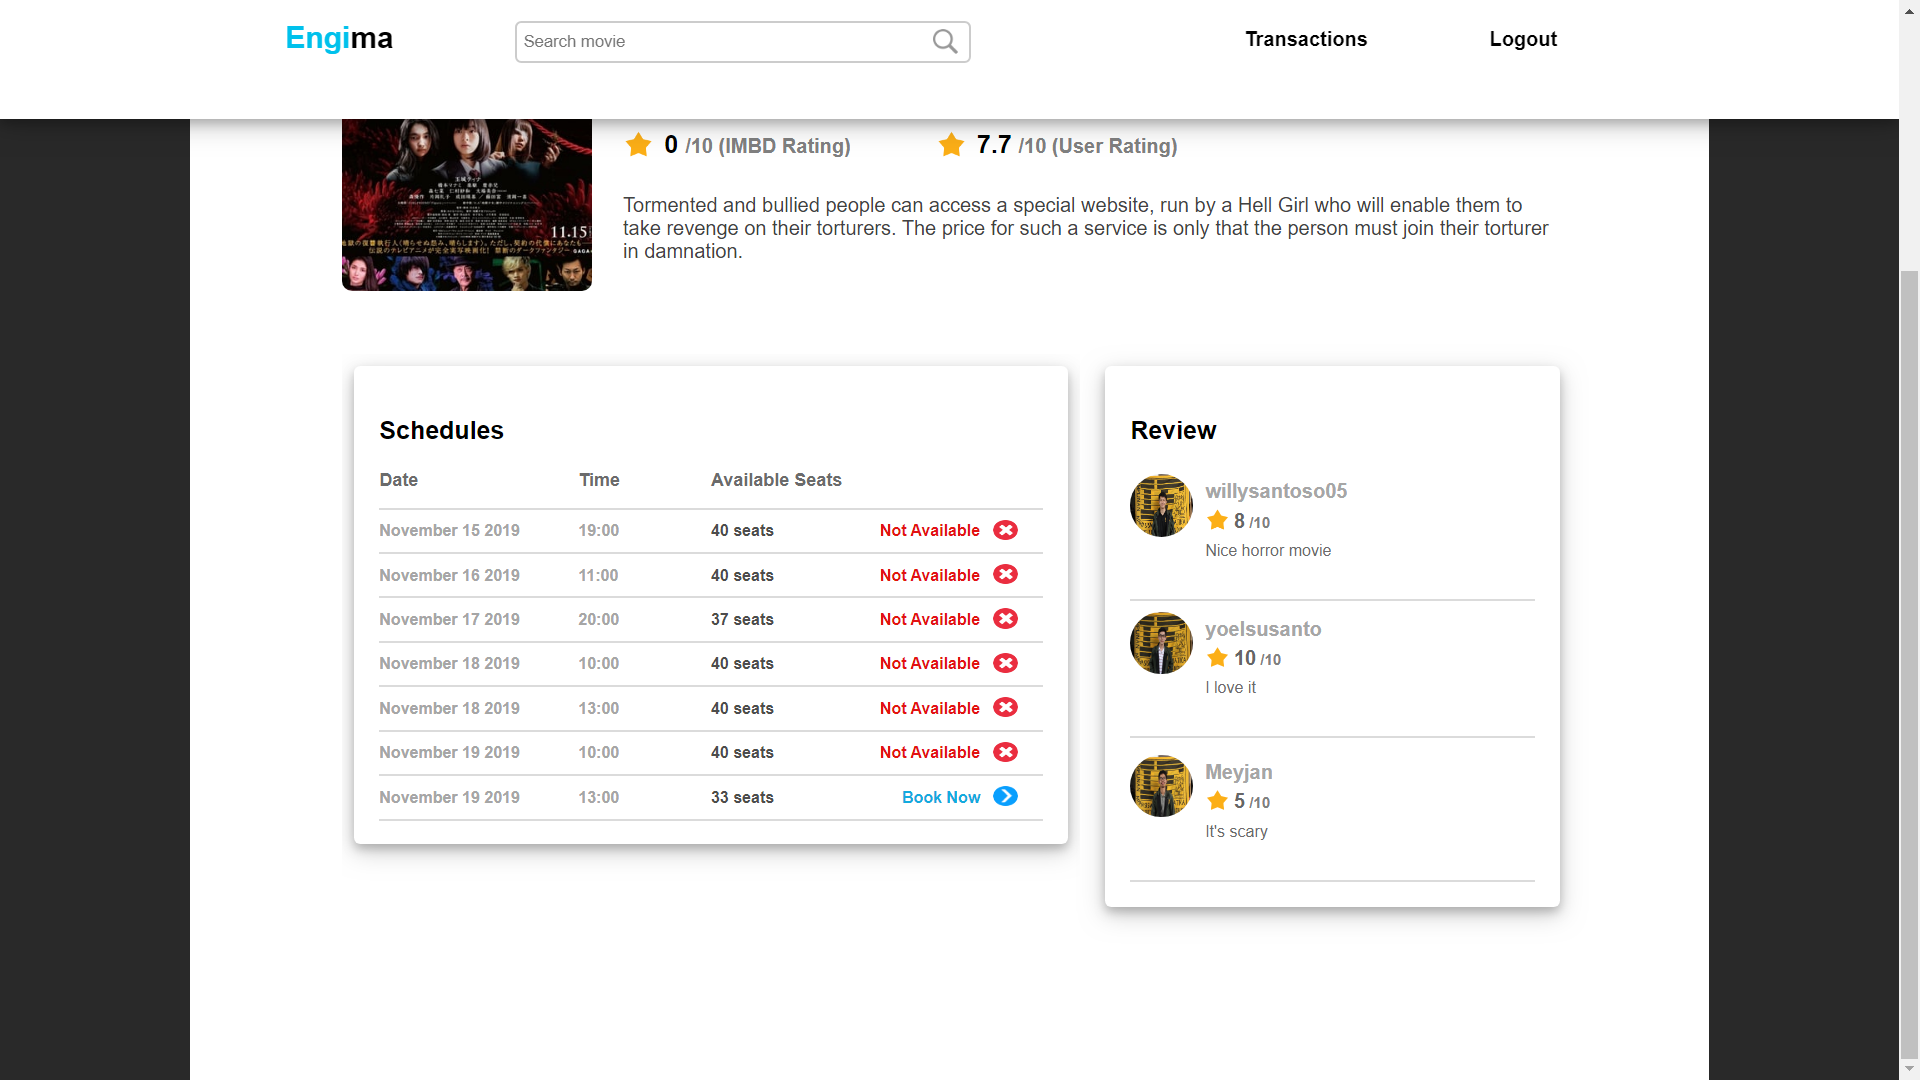 Engima
Search movie
Transactions
Logout
0 /10 (IMBD Rating)
7.7 /10 (User Rating)
Tormented and bullied people can access a special website, run by a Hell Girl who will enable them to
take revenge on their torturers. The price for such a service is only that the person must join their torturer
in damnation.
11.15
Schedules
Date Time Available Seats
November 15 2019 19:00 40 seats Not Available
November 16 2019 11:00 40 seats Not Available
November 17 2019 20:00 37 seats Not Available
November 18 2019 10:00 40 seats Not Available
November 18 2019 13:00 40 seats Not Available
November 19 2019 10:00 40 seats Not Available
November 19 2019 13:00 33 seats Book Now
Review
willysantoso05
8 /10
Nice horror movie
yoelsusanto
10 /10
I love it
Meyjan
5 /10
It's scary